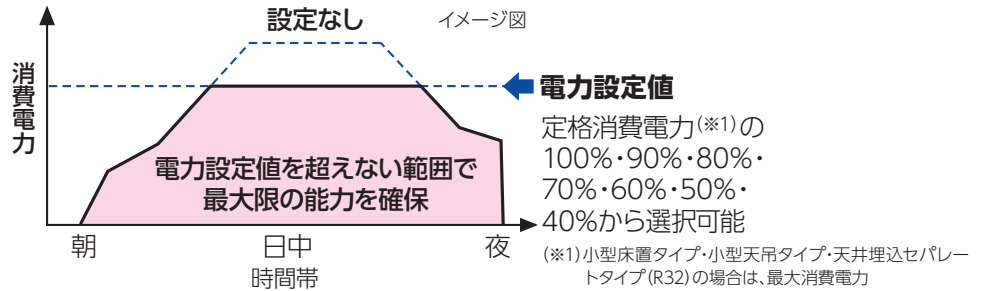 設定なし
イメージ図
消費電力
電力設定値
定格消費電力(※1)の
100%・90%・80%・
70%・60%・50%・
40%から選択可能
電力設定値を超えない範囲で
最大限の能力を確保
朝
日中
夜
時間帯
(※1)小型床置タイプ・小型天吊タイプ・天井埋込セパレー
トタイプ(R32)の場合は、最大消費電力